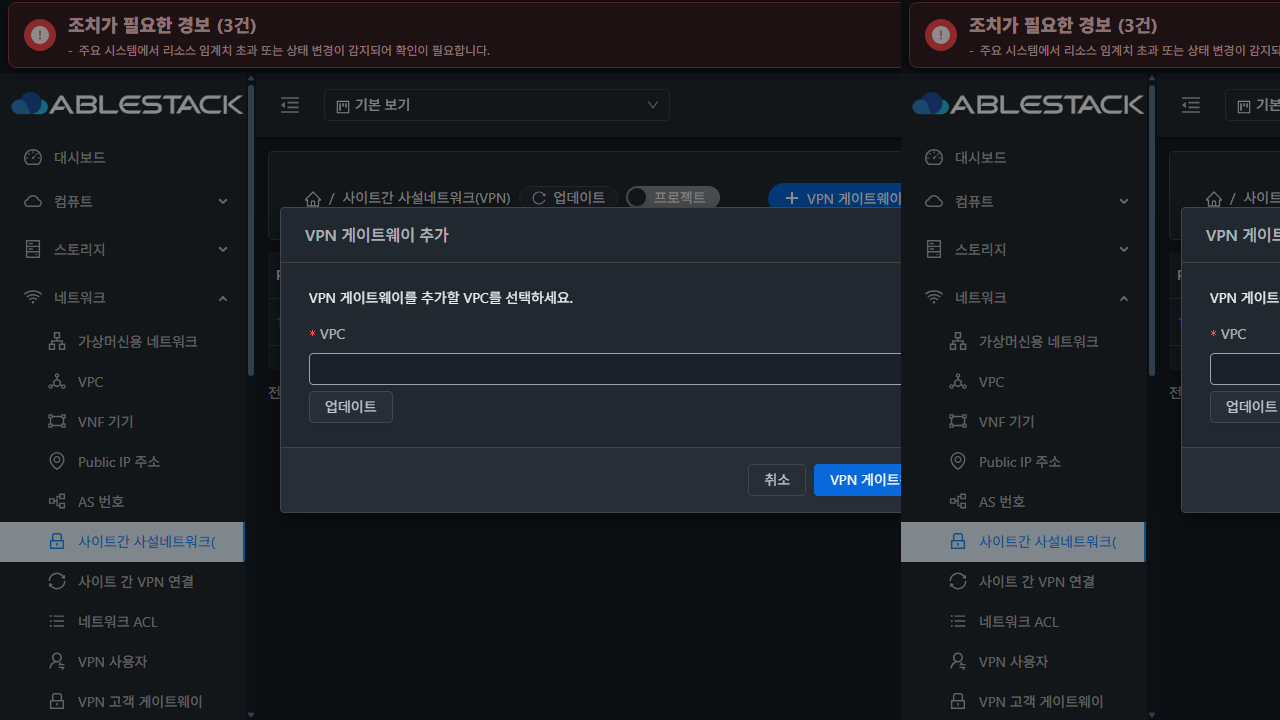 조치가 필요한 경보 (3건)
- 주요 시스템에서 리소스 임계치 초과 또는 상태 변경이 감지되어 확인이 필요합니다.
ABLESTACK
기본 보기
대시보드
컴퓨트
스토리지
네트워크
가상머신용 네트워크
VPC
VNF 기기
Public IP 주소
AS 번호
사이트간 사설네트워크(
사이트 간 VPN 연결
네트워크 ACL
VPN 사용자
VPN 고객 게이트웨이
/ 사이트간 사설네트워크(VPN)
업데이트
프로젝트
+ VPN 게이트웨이
VPN 게이트웨이 추가
VPN 게이트웨이를 추가할 VPC를 선택하세요.
* VPC
업데이트
취소
VPN 게이트
전
조치가 필요한 경보 (3건)
- 주요 시스템에서 리소스 임계치 초과 또는 상태 변경이 감지되
ABLESTACK
기본
대시보드
컴퓨트
스토리지
네트워크
가상머신용 네트워크
VPC
VNF 기기
Public IP 주소
AS 번호
사이트간 사설네트워크(
사이트 간 VPN 연결
네트워크 ACL
VPN 사용자
VPN 고객 게이트웨이
/ 사이트
VPN 게이트
VPN 게이트
* VPC
업데이트
전